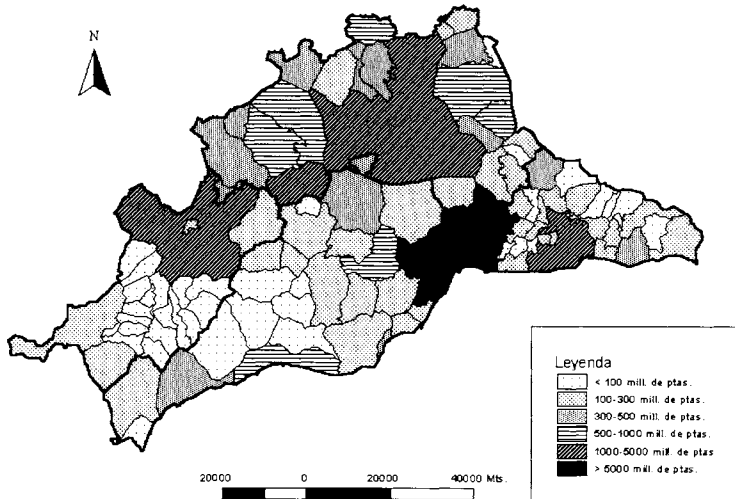 N
Leyenda
< 100 mill. de ptas.
100-300 mill. de ptas.
300-500 mill. de ptas.
500-1000 mill. de ptas.
1000-5000 mill. de ptas
> 5000 mill. de ptas.
20000 0 20000 40000 Mts.